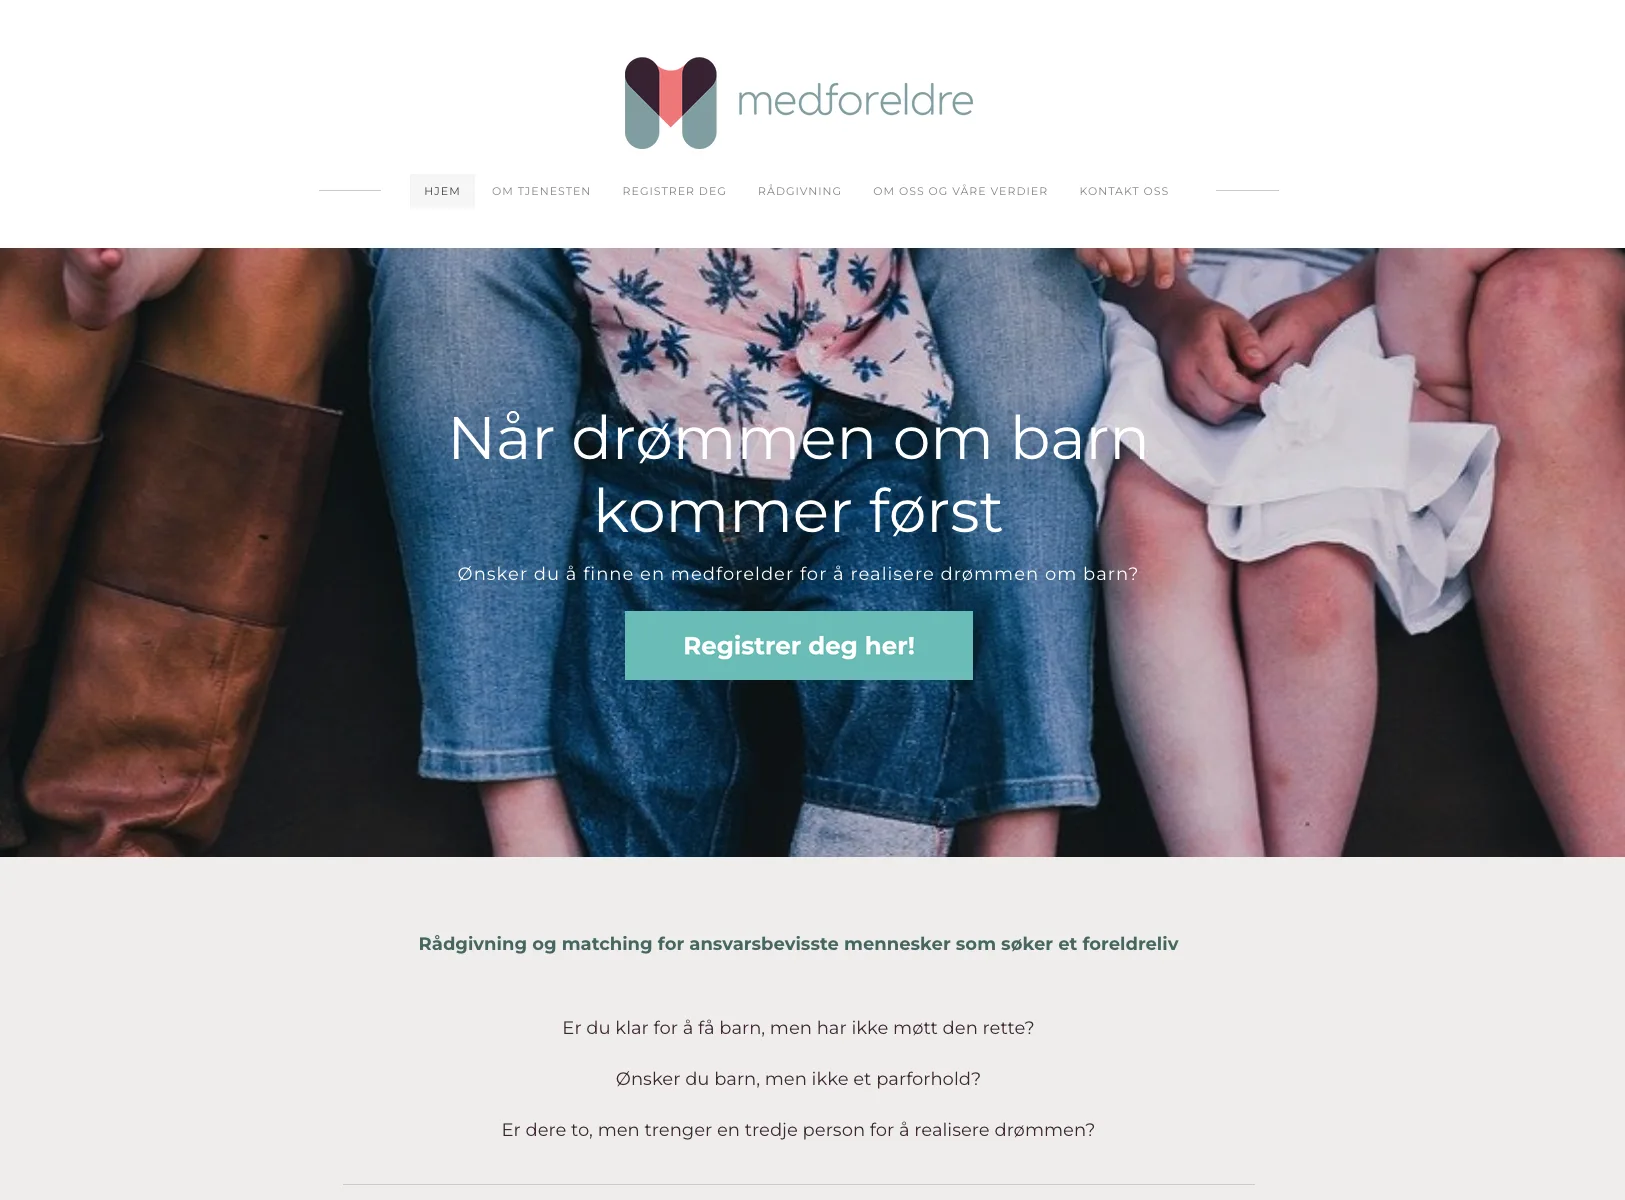 medforeldre
HJEM
OM TJENESTEN
REGISTRER DEG
RÅDGIVNING
OM OSS OG VÅRE VERDIER
KONTAKT OSS
Når drømmen om barn
kommer først
Ønsker du å finne en medforelder for å realisere drømmen om barn?
Registrer deg her!
Rådgivning og matching for ansvarsbevisste mennesker som søker et foreldreliv
Er du klar for å få barn, men har ikke møtt den rette?
Ønsker du barn, men ikke et parforhold?
Er dere to, men trenger en tredje person for å realisere drømmen?